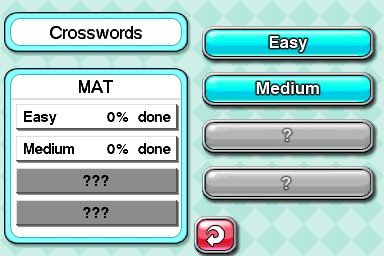 Crosswords
MAT
Easy 0% done
Medium 0% done
???
???
Easy
Medium
?
?